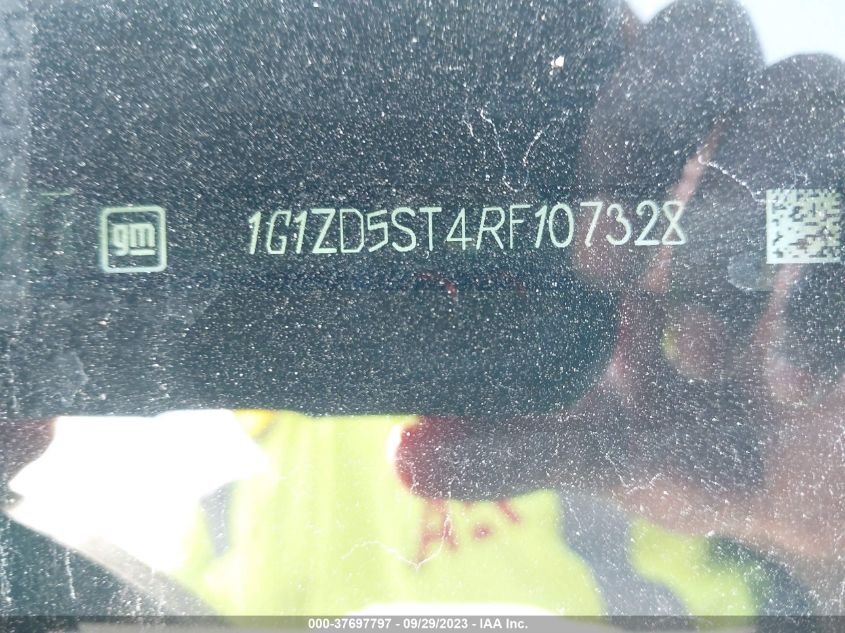 gm 1G1ZD5ST4RF107328
000-37697797 - 09/29/2023 - IAA Inc.